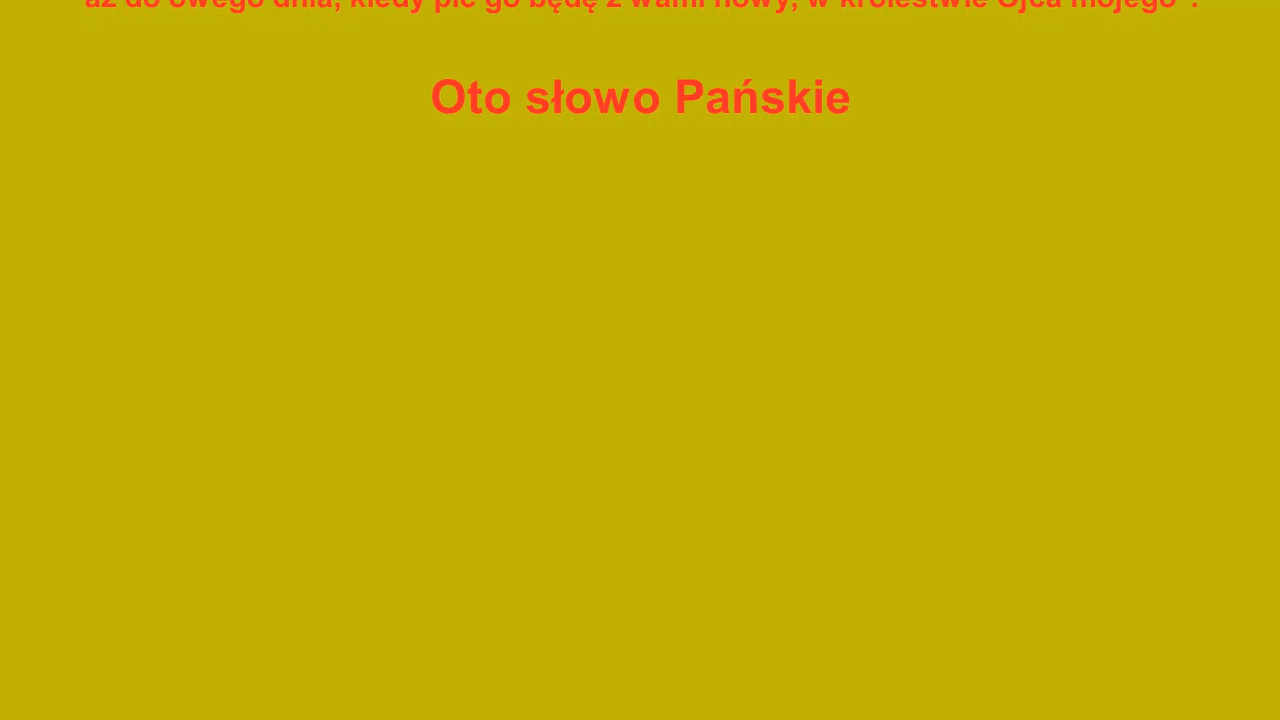 aż do owego dnia, kiedy pić go będę z wami nowy, w królestwie Ojca mojego".
Oto słowo Pańskie